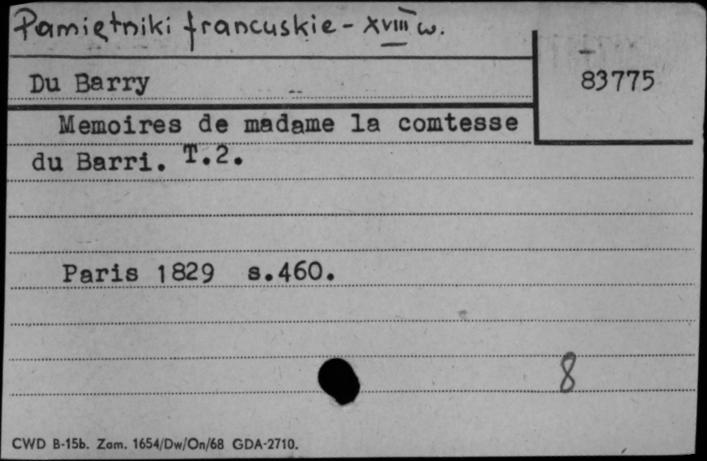 Pamiętniki francuskie - XVIII w.
Du Barry
83775
Memoires de madame la comtesse
du Barri. T.2.
Paris 1829 s.460.
8
CWD B-15b. Zam. 1654/Dw/On/68 GDA-2710.